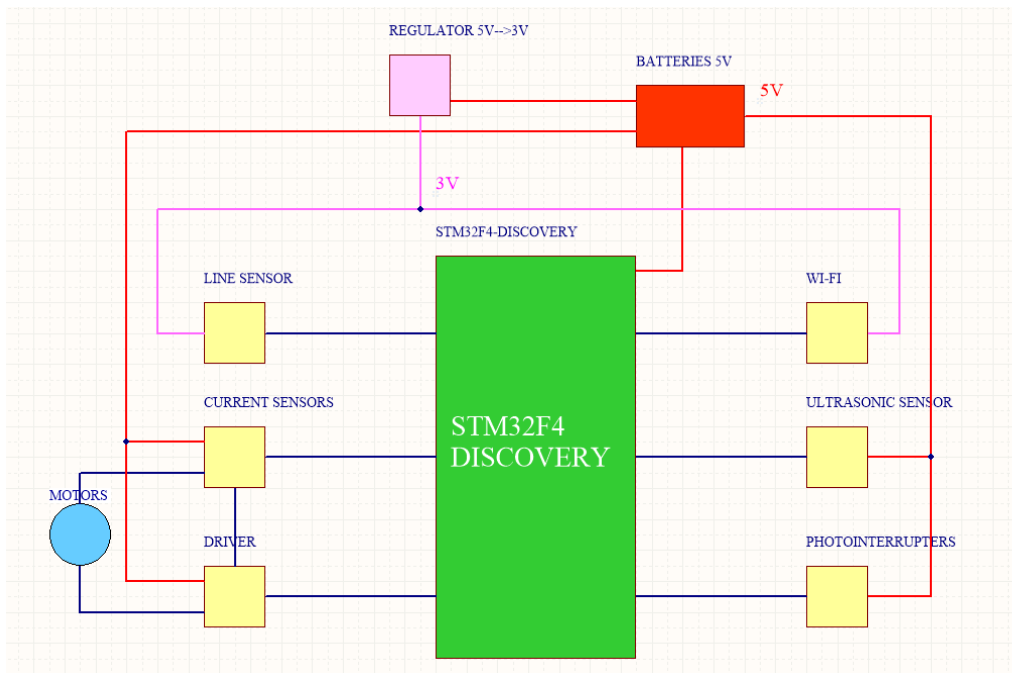 REGULATOR 5V-->3V
BATTERIES 5V
5V
3V
STM32F4-DISCOVERY
LINE SENSOR
WI-FI
CURRENT SENSORS
ULTRASONIC SENSOR
STM32F4
DISCOVERY
MOTORS
DRIVER
PHOTOINTERRUPTERS